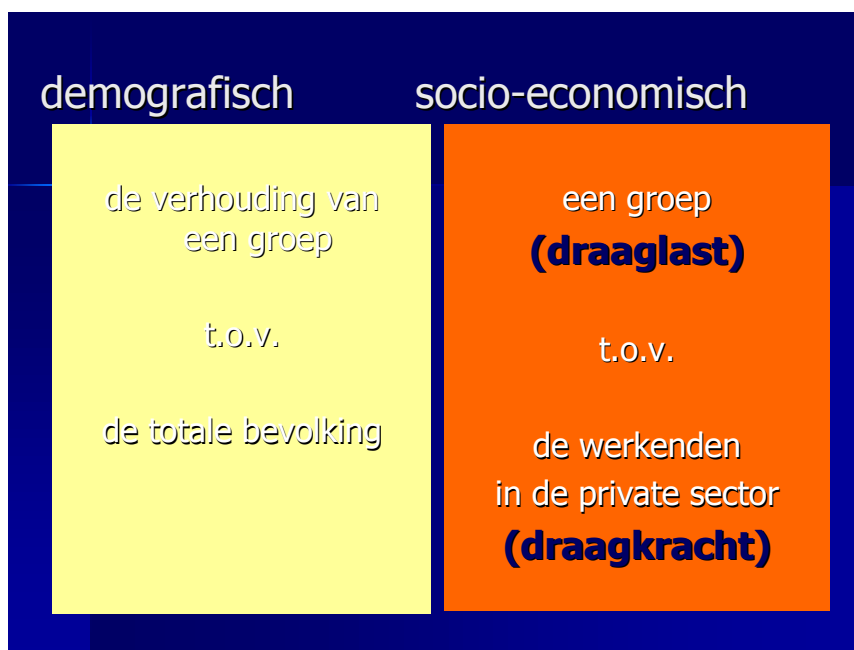 demografisch
socio-economisch
de verhouding van
een groep
t.o.v.
de totale bevolking
een groep
(draaglast)
t.o.v.
de werkenden
in de private sector
(draagkracht)